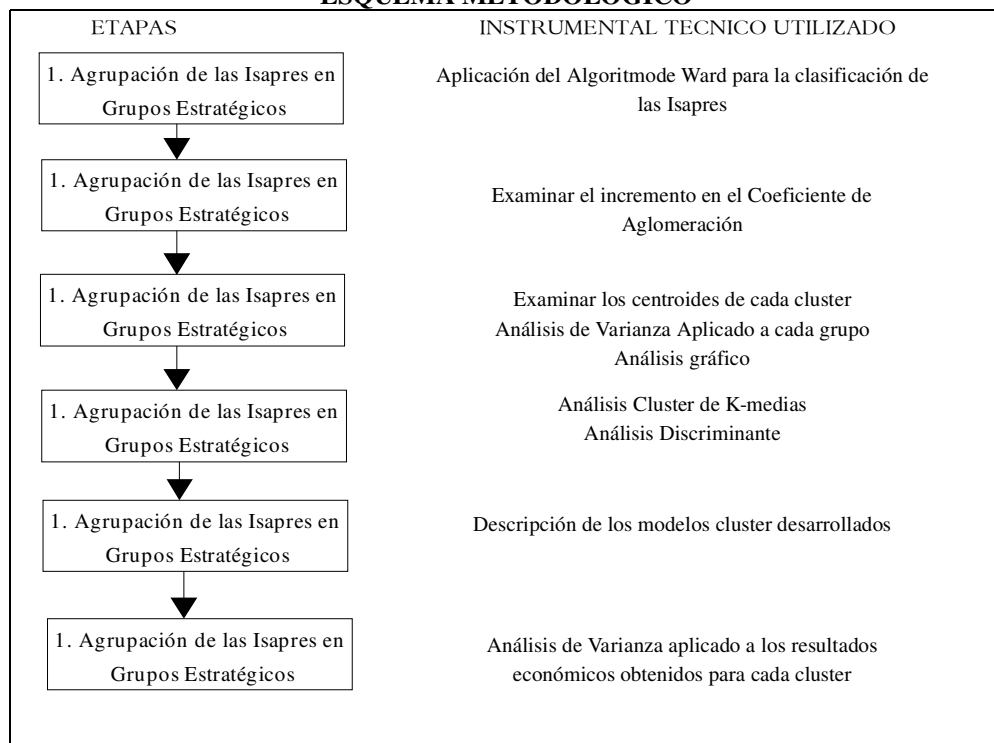 ESQUEMA METODOLOGICO
ETAPAS
INSTRUMENTAL TECNICO UTILIZADO
1. Agrupación de las Isapres en
Grupos Estratégicos
Aplicación del Algoritmode Ward para la clasificación de
las Isapres
1. Agrupación de las Isapres en
Grupos Estratégicos
Examinar el incremento en el Coeficiente de
Aglomeración
1. Agrupación de las Isapres en
Grupos Estratégicos
Examinar los centroides de cada cluster
Análisis de Varianza Aplicado a cada grupo
Análisis gráfico
1. Agrupación de las Isapres en
Grupos Estratégicos
Análisis Cluster de K-medias
Análisis Discriminante
1. Agrupación de las Isapres en
Grupos Estratégicos
Descripción de los modelos cluster desarrollados
1. Agrupación de las Isapres en
Grupos Estratégicos
Análisis de Varianza aplicado a los resultados
económicos obtenidos para cada cluster